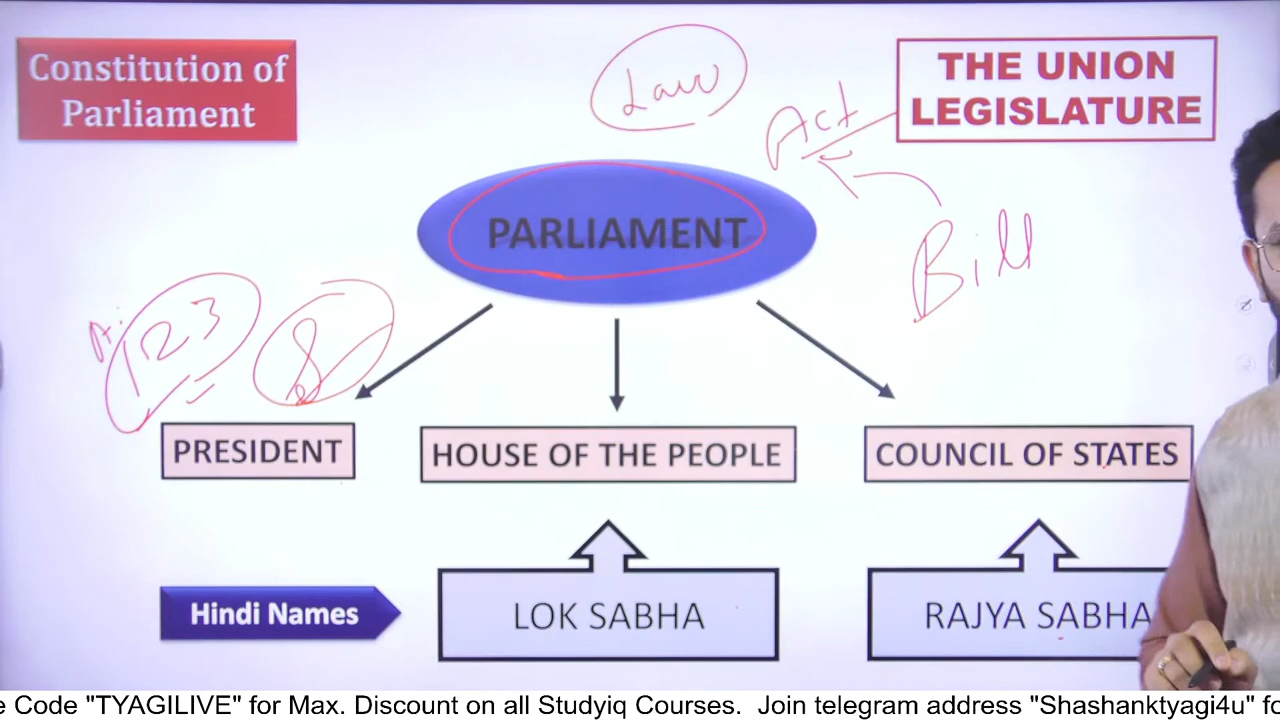 Constitution of
Parliament
Law
Act
THE UNION
LEGISLATURE
PARLIAMENT
Bill
A. 123
PRESIDENT
HOUSE OF THE PEOPLE
COUNCIL OF STATES
Hindi Names
LOK SABHA
RAJYA SABHA
e Code "TYAGILIVE" for Max. Discount on all Studyiq Courses. Join telegram address "Shashanktyagi4u" fo